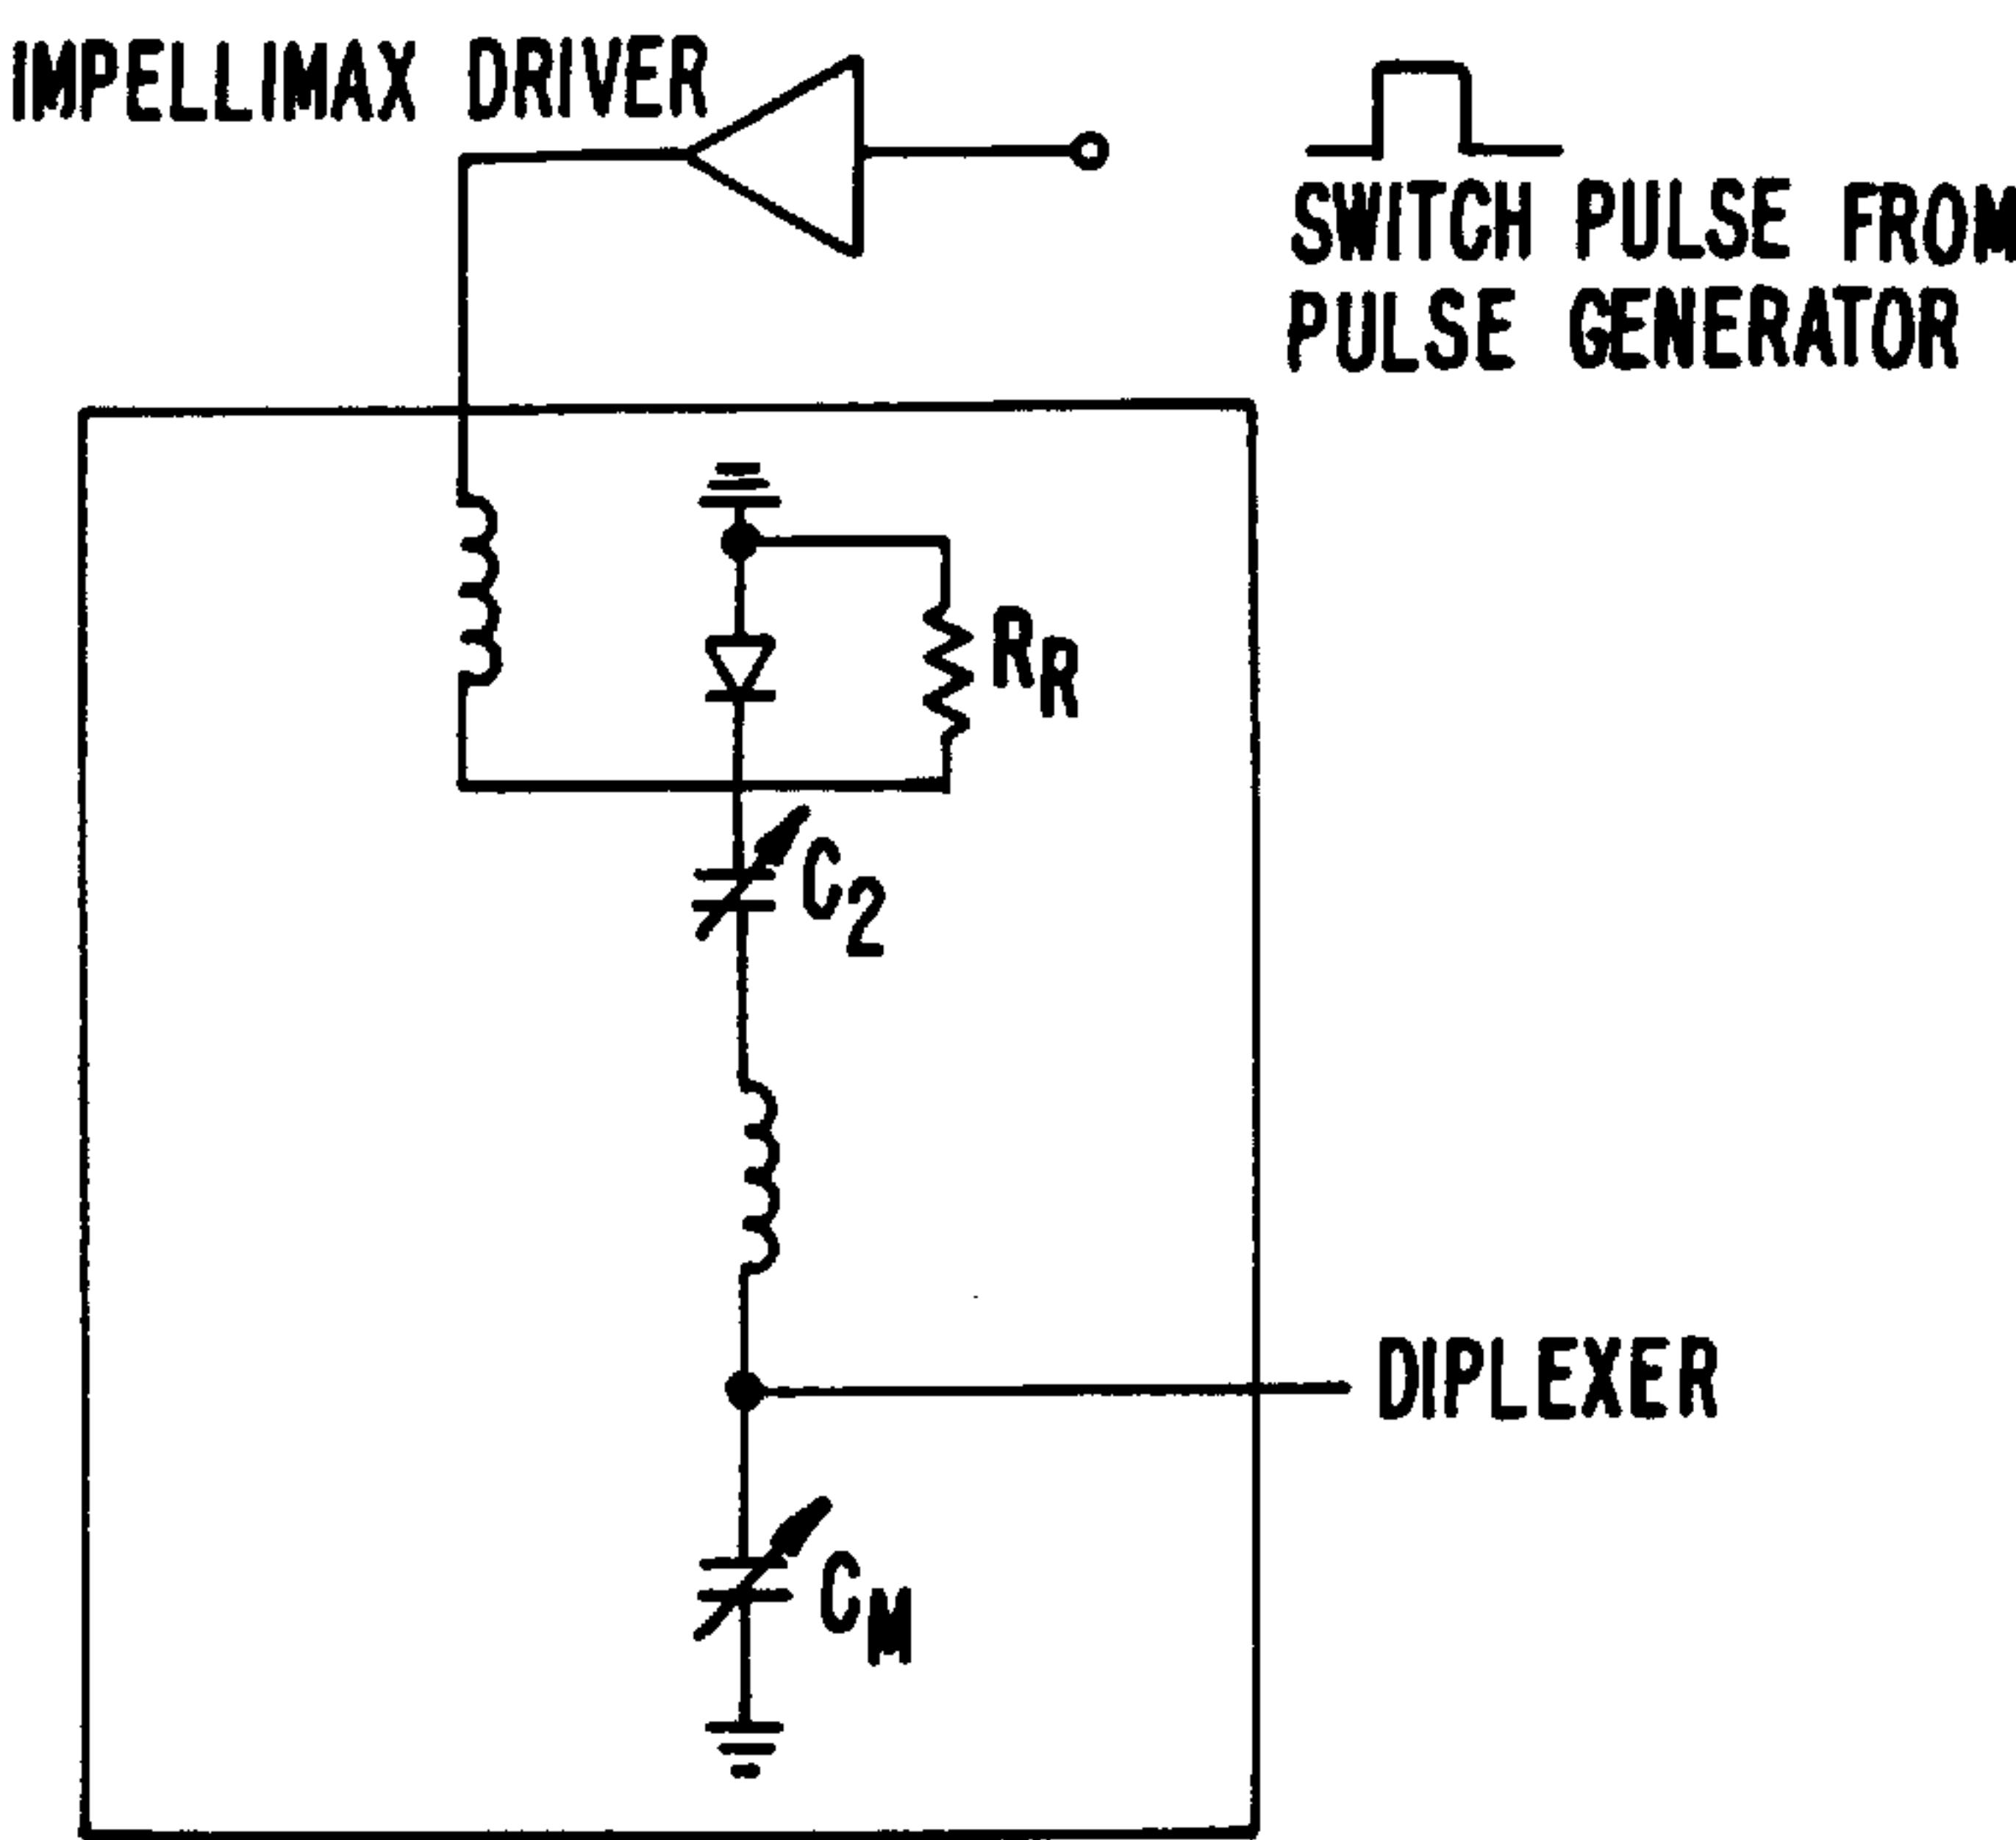 IMPELLIMAX DRIVER
SWITCH PULSE FROM
PULSE GENERATOR
RR
C2
DIPLEXER
CM